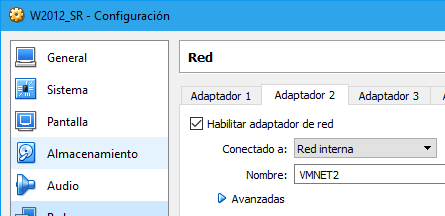 W2012_SR - Configuración
General
Sistema
Pantalla
Almacenamiento
Audio
Red
Adaptador 1
Adaptador 2
Adaptador 3
Habilitar adaptador de red
Conectado a: Red interna
Nombre: VMNET2
Avanzadas